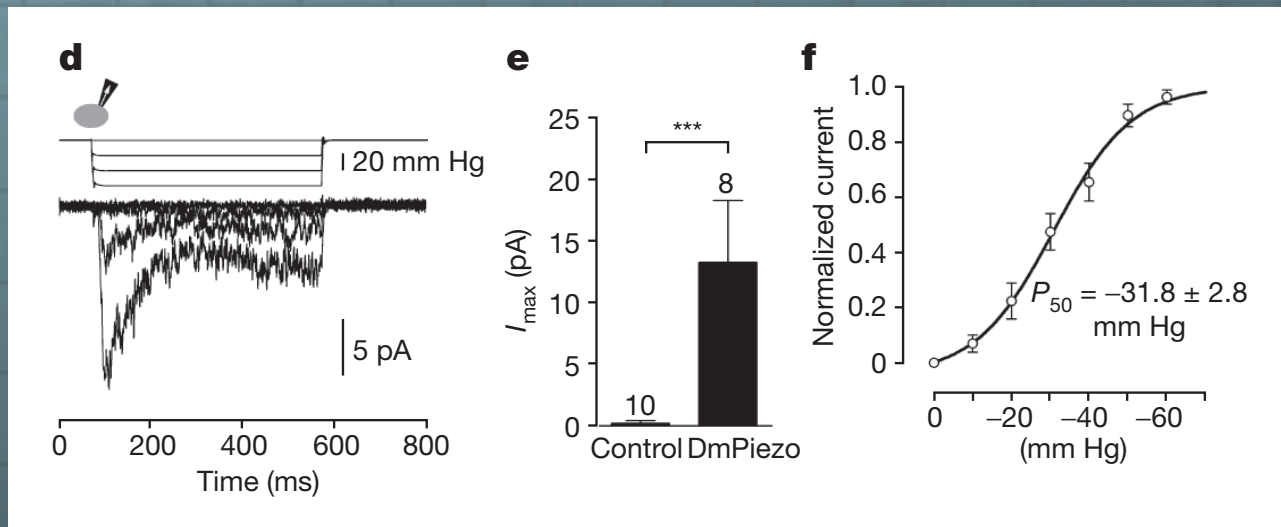 d
20 mm Hg
5 pA
0 200 400 600 800
Time (ms)
e
25
20
15
10
5
0
Imax (pA)
***
8
10
Control DmPiezo
f
1.0
0.8
0.6
0.4
0.2
0
Normalized current
P50 = −31.8 ± 2.8
mm Hg
0 −20 −40 −60
(mm Hg)